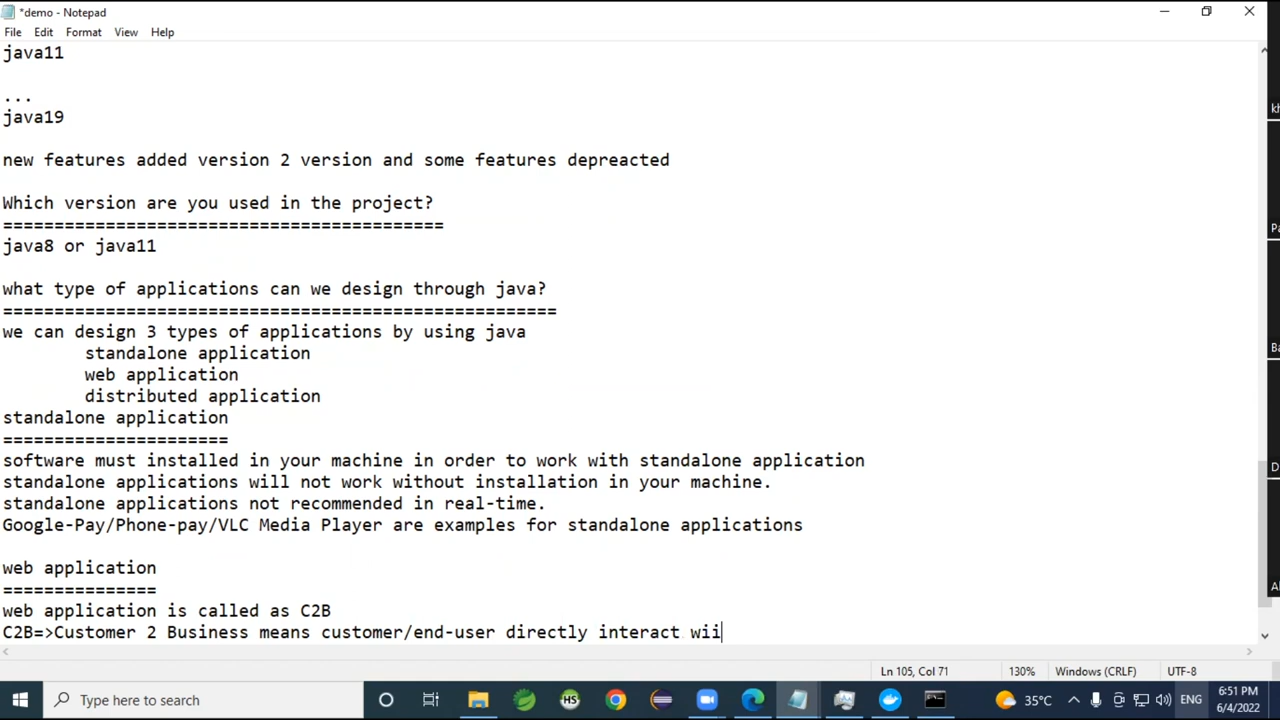 *demo - Notepad
File Edit Format View Help
java11
...
java19
new features added version 2 version and some features depreacted
Which version are you used in the project?
===========================================
java8 or java11
what type of applications can we design through java?
======================================================
we can design 3 types of applications by using java
standalone application
web application
distributed application
standalone application
======================
software must installed in your machine in order to work with standalone application
standalone applications will not work without installation in your machine.
standalone applications not recommended in real-time.
Google-Pay/Phone-pay/VLC Media Player are examples for standalone applications
web application
===============
web application is called as C2B
C2B=>Customer 2 Business means customer/end-user directly interact wii
Ln 105, Col 71 130% Windows (CRLF) UTF-8
Type here to search
HS
35°C ENG 6:51 PM
6/4/2022